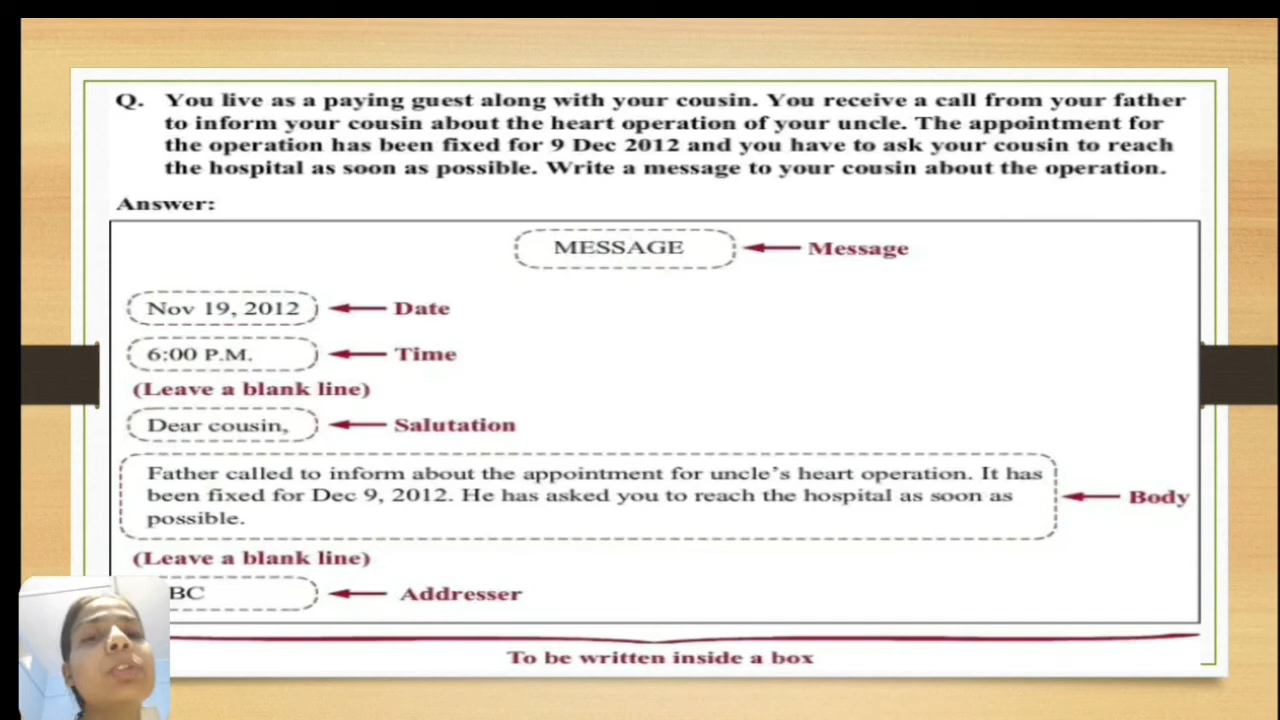 Q. You live as a paying guest along with your cousin. You receive a call from your father
to inform your cousin about the heart operation of your uncle. The appointment for
the operation has been fixed for 9 Dec 2012 and you have to ask your cousin to reach
the hospital as soon as possible. Write a message to your cousin about the operation.
Answer:
MESSAGE Message
Nov 19, 2012 Date
6:00 P.M. Time
(Leave a blank line)
Dear cousin, Salutation
Father called to inform about the appointment for uncle's heart operation. It has
been fixed for Dec 9, 2012. He has asked you to reach the hospital as soon as
possible.
Body
(Leave a blank line)
BC Addresser
To be written inside a box